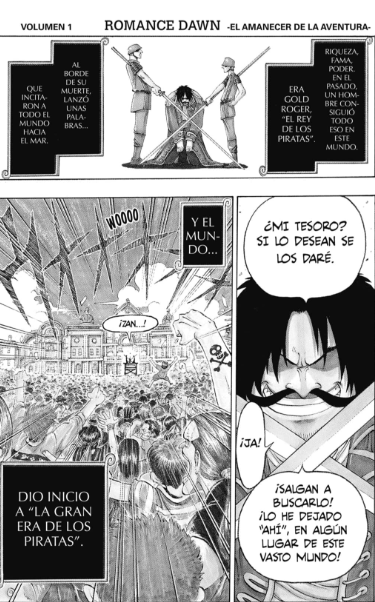 VOLUMEN 1
ROMANCE DAWN -EL AMANECER DE LA AVENTURA-
RIQUEZA,
FAMA,
PODER.
EN EL
PASADO,
UN HOM-
BRE CON-
SIGUIÓ
TODO
ESO EN
ESTE
MUNDO.
ERA
GOLD
ROGER,
"EL REY
DE LOS
PIRATAS".
AL
BORDE
DE SU
MUERTE,
LANZÓ
UNAS
PALA-
BRAS...
QUE
INCITA-
RON A
TODO EL
MUNDO
HACIA
EL MAR.
¿MI TESORO?
SI LO DESEAN SE
LOS DARÉ.
¡JA!
¡SALGAN A
BUSCARLO!
¡LO HE DEJADO
"AHÍ", EN ALGÚN
LUGAR DE ESTE
VASTO MUNDO!
Y EL
MUN-
DO...
WOOOO
¡ZAN...!
DIO INICIO
A "LA GRAN
ERA DE LOS
PIRATAS".